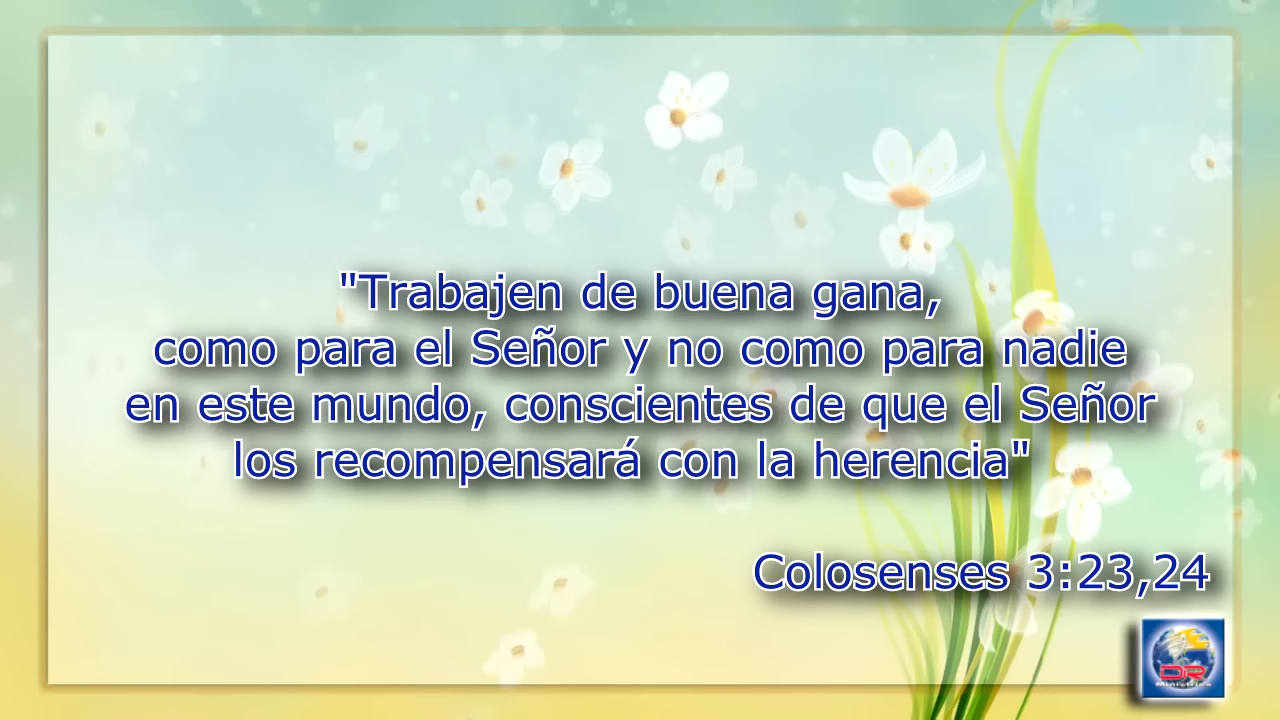 "Trabajen de buena gana,
como para el Señor y no como para nadie
en este mundo, conscientes de que el Señor
los recompensará con la herencia"
Colosenses 3:23,24
DR
Ministries